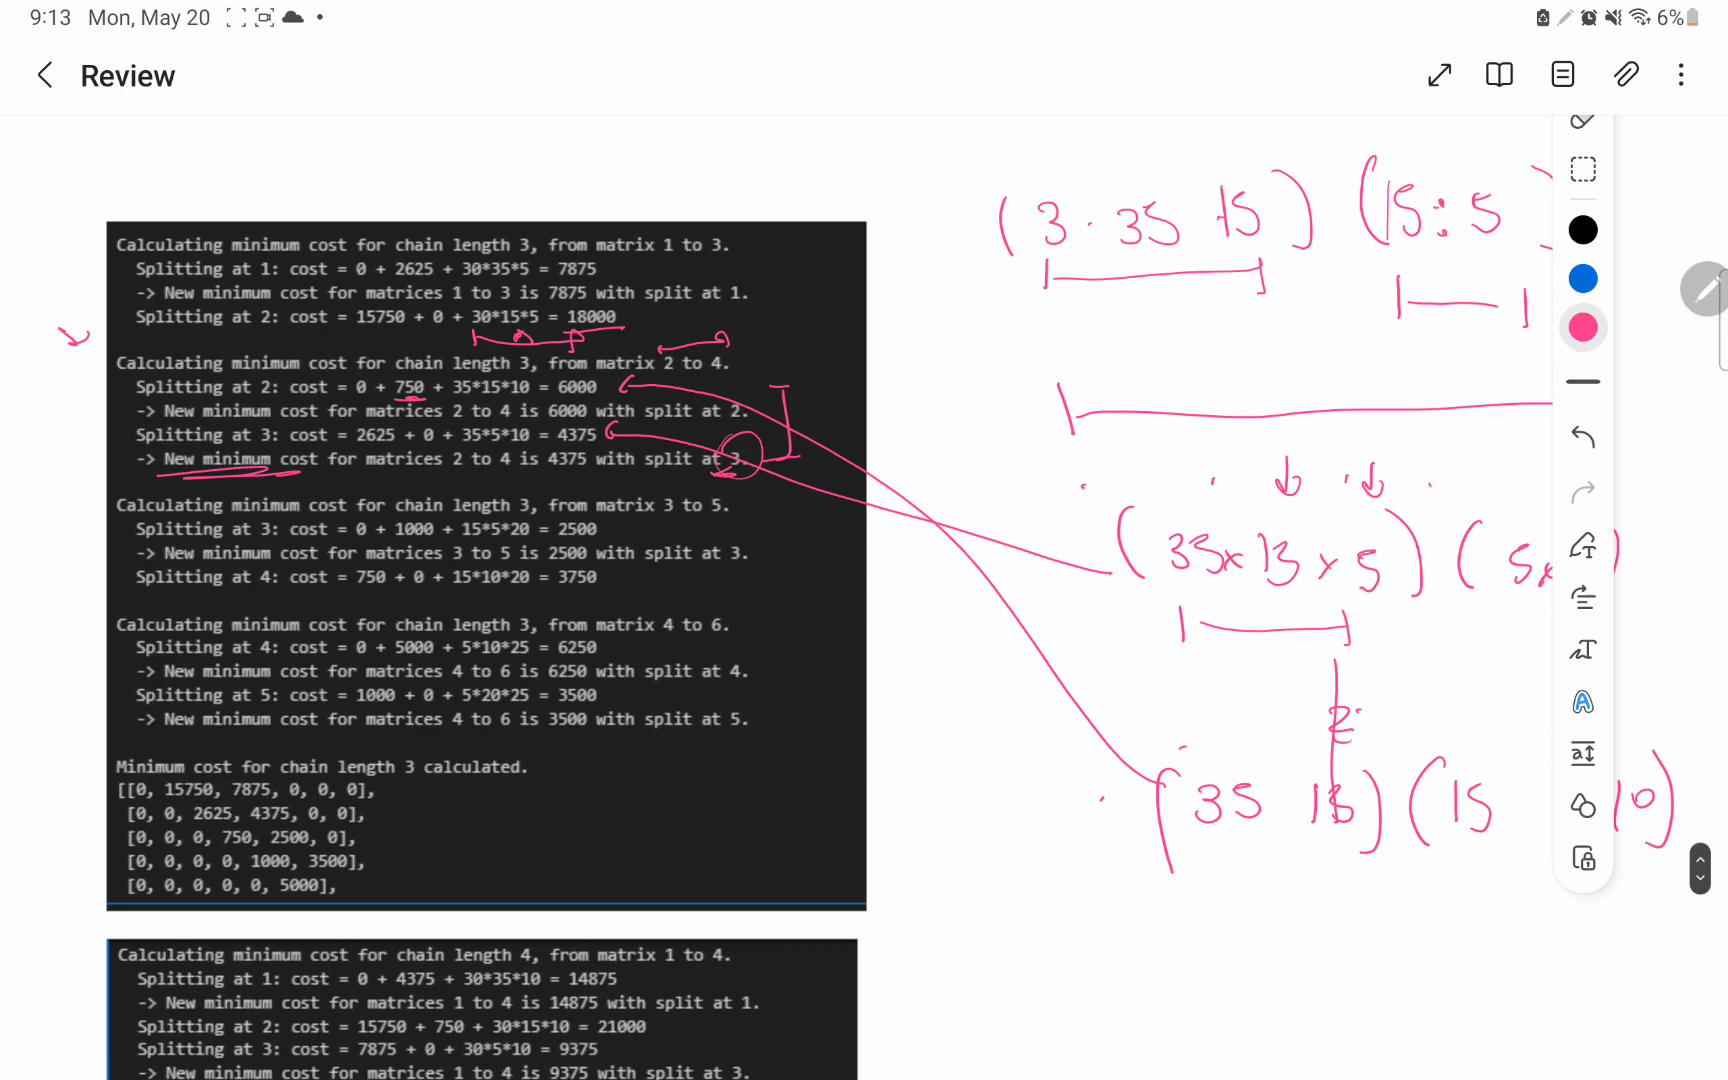 9:13 Mon, May 20
6%
Review
Calculating minimum cost for chain length 3, from matrix 1 to 3.
Splitting at 1: cost = 0 + 2625 + 30*35*5 = 7875
-> New minimum cost for matrices 1 to 3 is 7875 with split at 1.
Splitting at 2: cost = 15750 + 0 + 30*15*5 = 18000
Calculating minimum cost for chain length 3, from matrix 2 to 4.
Splitting at 2: cost = 0 + 750 + 35*15*10 = 6000
-> New minimum cost for matrices 2 to 4 is 6000 with split at 2.
Splitting at 3: cost = 2625 + 0 + 35*5*10 = 4375
-> New minimum cost for matrices 2 to 4 is 4375 with split at 3.
Calculating minimum cost for chain length 3, from matrix 3 to 5.
Splitting at 3: cost = 0 + 1000 + 15*5*20 = 2500
-> New minimum cost for matrices 3 to 5 is 2500 with split at 3.
Splitting at 4: cost = 750 + 0 + 15*10*20 = 3750
Calculating minimum cost for chain length 3, from matrix 4 to 6.
Splitting at 4: cost = 0 + 5000 + 5*10*25 = 6250
-> New minimum cost for matrices 4 to 6 is 6250 with split at 4.
Splitting at 5: cost = 1000 + 0 + 5*20*25 = 3500
-> New minimum cost for matrices 4 to 6 is 3500 with split at 5.
Minimum cost for chain length 3 calculated.
[[0, 15750, 7875, 0, 0, 0],
[0, 0, 2625, 4375, 0, 0],
[0, 0, 0, 750, 2500, 0],
[0, 0, 0, 0, 1000, 3500],
[0, 0, 0, 0, 0, 5000],
Calculating minimum cost for chain length 4, from matrix 1 to 4.
Splitting at 1: cost = 0 + 4375 + 30*35*10 = 14875
-> New minimum cost for matrices 1 to 4 is 14875 with split at 1.
Splitting at 2: cost = 15750 + 750 + 30*15*10 = 21000
Splitting at 3: cost = 7875 + 0 + 30*5*10 = 9375
-> New minimum cost for matrices 1 to 4 is 9375 with split at 3.
(3 · 35 15) (15 : 5
(35x13x5) (5x
2
(35 15) (15 10)